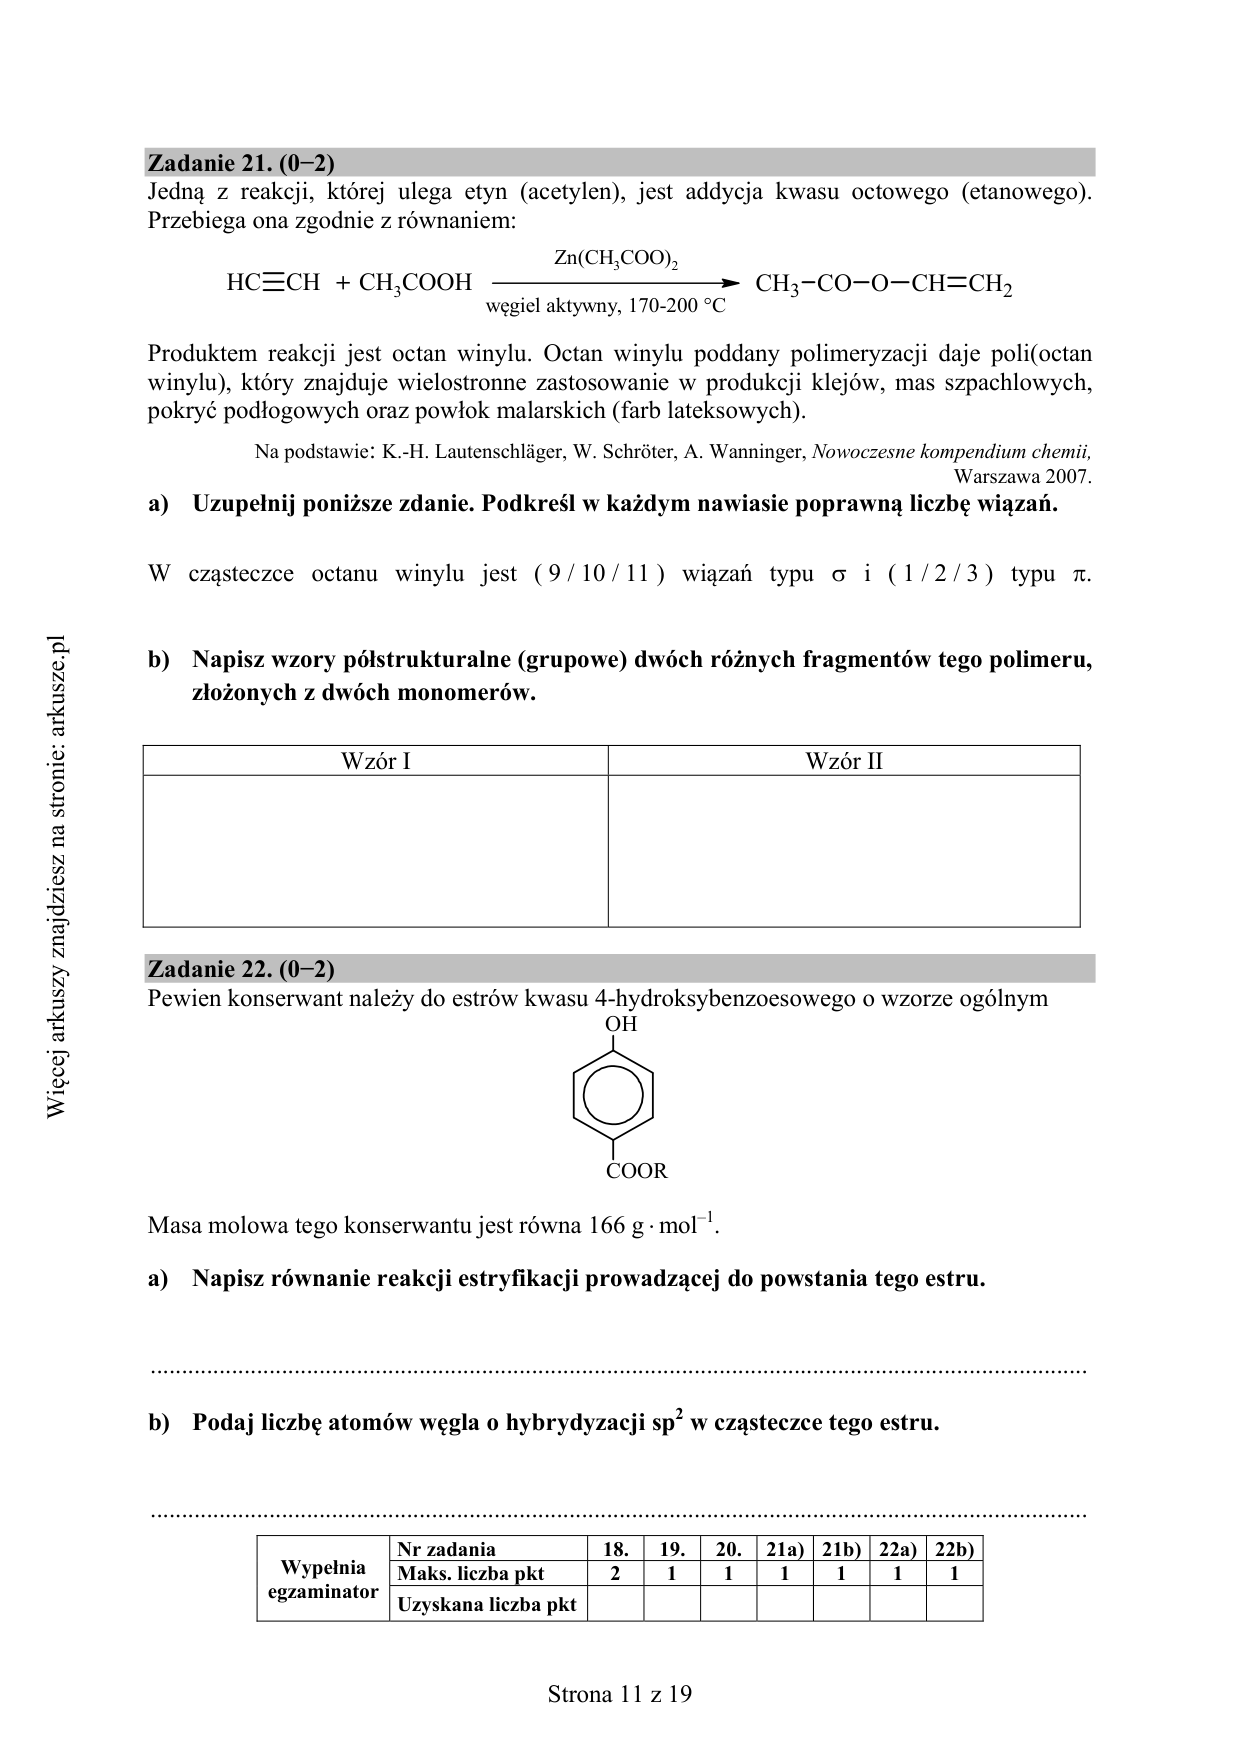 Zadanie 21. (0−2)
Jedną z reakcji, której ulega etyn (acetylen), jest addycja kwasu octowego (etanowego).
Przebiega ona zgodnie z równaniem:
Zn(CH3COO)2
HC≡CH + CH3COOH → CH3−CO−O−CH=CH2
węgiel aktywny, 170-200 °C
Produktem reakcji jest octan winylu. Octan winylu poddany polimeryzacji daje poli(octan
winylu), który znajduje wielostronne zastosowanie w produkcji klejów, mas szpachlowych,
pokryć podłogowych oraz powłok malarskich (farb lateksowych).
Na podstawie: K.-H. Lautenschläger, W. Schröter, A. Wanninger, Nowoczesne kompendium chemii,
Warszawa 2007.
a) Uzupełnij poniższe zdanie. Podkreśl w każdym nawiasie poprawną liczbę wiązań.
W cząsteczce octanu winylu jest ( 9 / 10 / 11 ) wiązań typu σ i ( 1 / 2 / 3 ) typu π.
b) Napisz wzory półstrukturalne (grupowe) dwóch różnych fragmentów tego polimeru,
złożonych z dwóch monomerów.
Wzór I Wzór II
Zadanie 22. (0−2)
Pewien konserwant należy do estrów kwasu 4-hydroksybenzoesowego o wzorze ogólnym
OH
COOR
Masa molowa tego konserwantu jest równa 166 g · mol–1.
a) Napisz równanie reakcji estryfikacji prowadzącej do powstania tego estru.
b) Podaj liczbę atomów węgla o hybrydyzacji sp2 w cząsteczce tego estru.
Wypełnia egzaminator
Nr zadania 18. 19. 20. 21a) 21b) 22a) 22b)
Maks. liczba pkt 2 1 1 1 1 1 1
Uzyskana liczba pkt
Strona 11 z 19
Więcej arkuszy znajdziesz na stronie: arkusze.pl